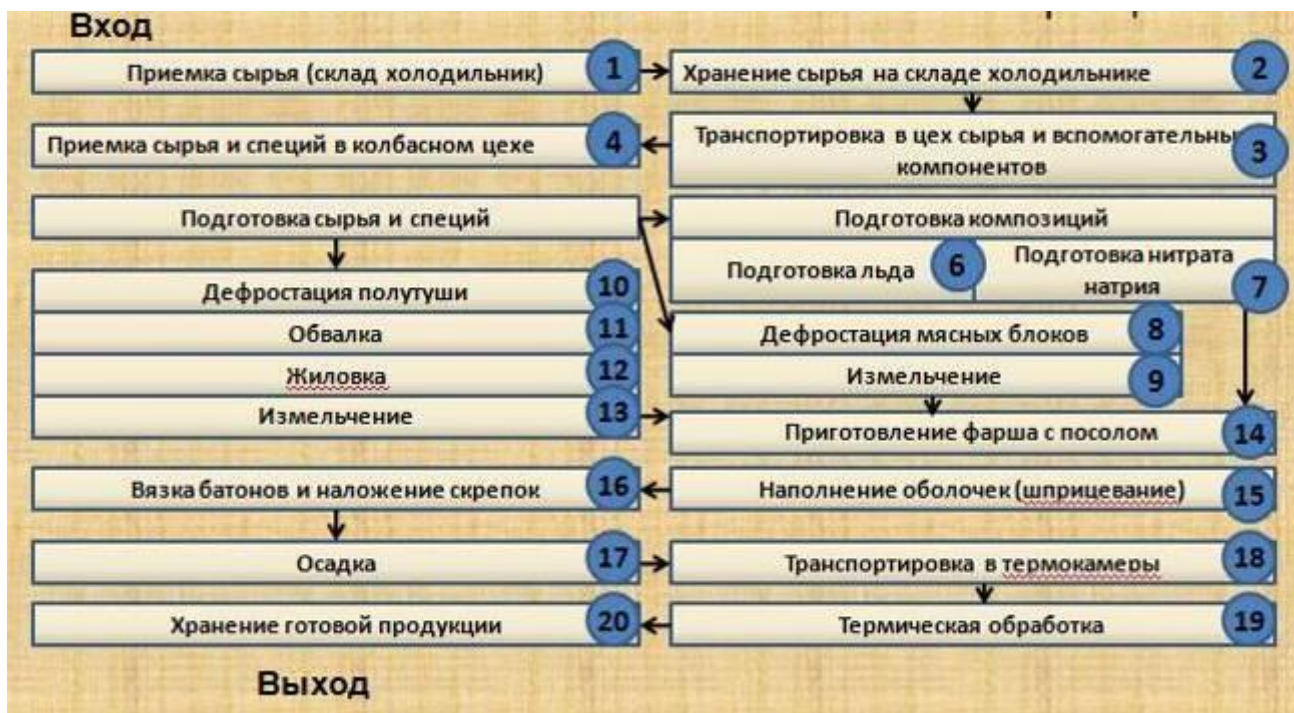 Вход
Приемка сырья (склад холодильник) 1
Хранение сырья на складе холодильнике 2
Приемка сырья и специй в колбасном цехе 4
Транспортировка в цех сырья и вспомогательны
компонентов 3
Подготовка сырья и специй
Подготовка композиций
Подготовка льда 6
Подготовка нитрата
натрия 7
Дефростация полутуши 10
Обвалка 11
Жиловка 12
Измельчение 13
Дефростация мясных блоков 8
Измельчение 9
Приготовление фарша с посолом 14
Вязка батонов и наложение скрепок 16
Наполнение оболочек (шприцевание) 15
Осадка 17
Транспортировка в термокамеры 18
Хранение готовой продукции 20
Термическая обработка 19
Выход